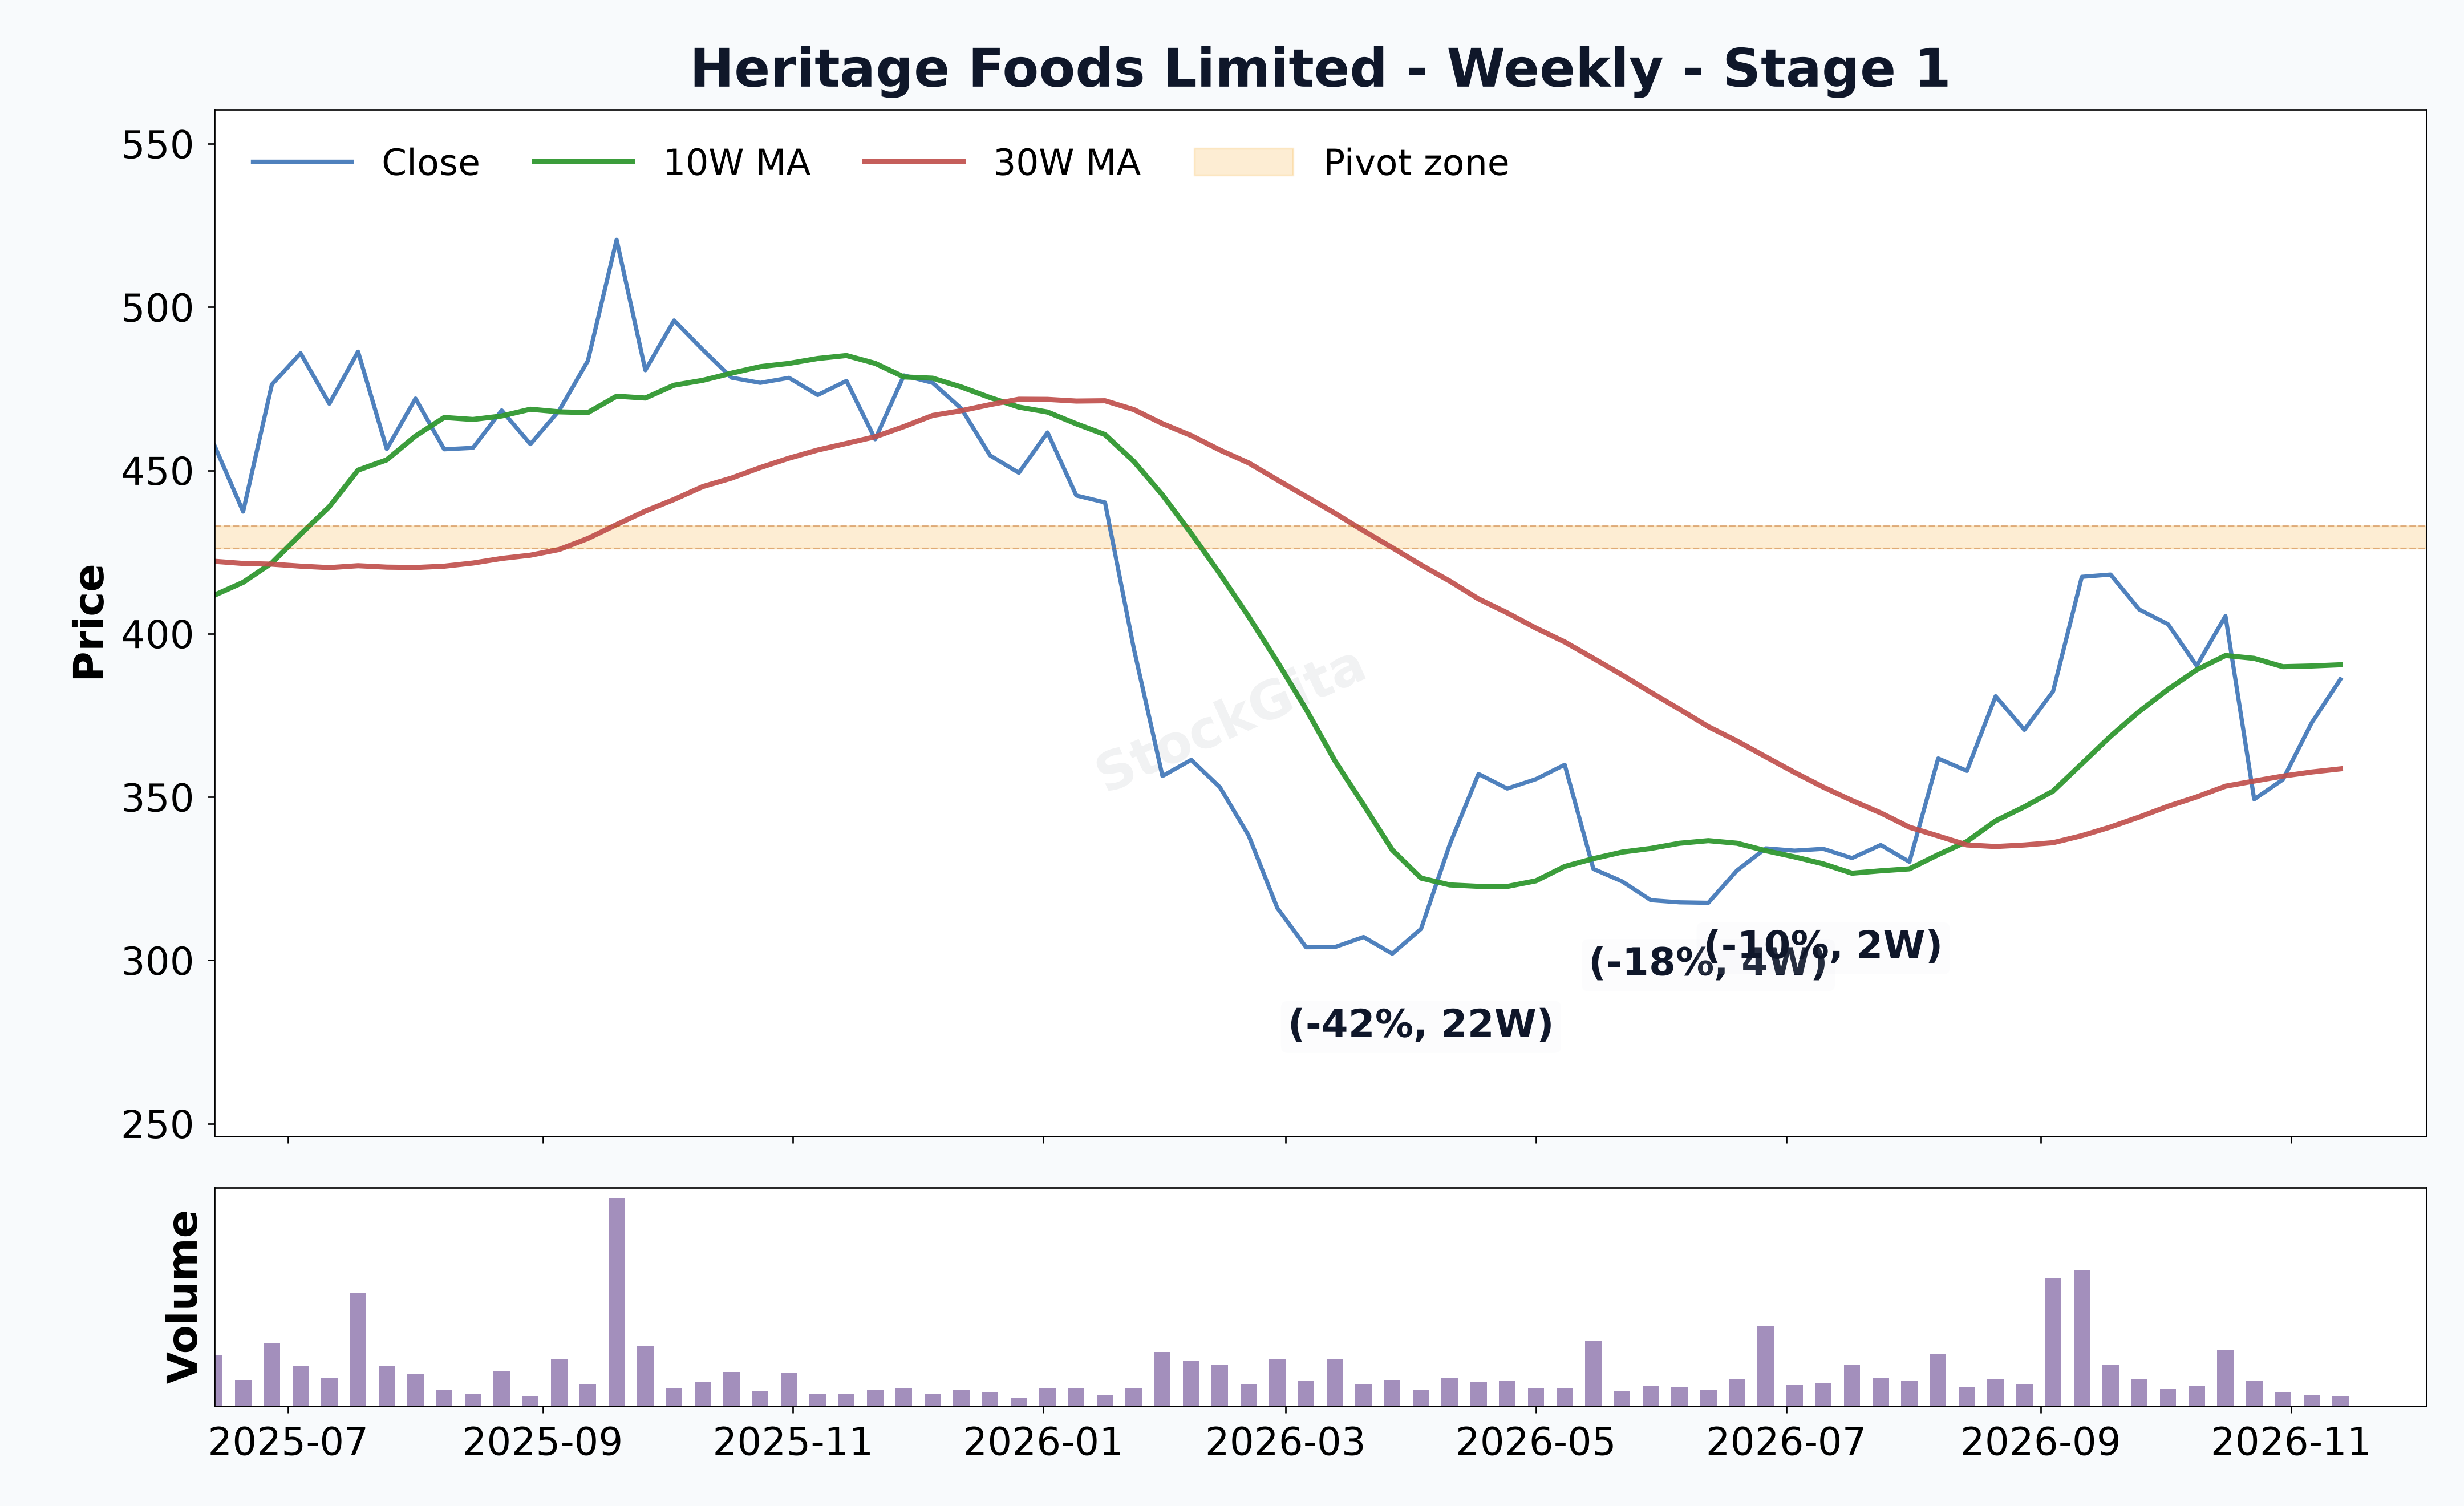 Heritage Foods Limited - Weekly - Stage 1
Close
10W MA
30W MA
Pivot zone
550
500
450
400
350
300
250
Price
StockGita
(-42%, 22W)
(-18%, 4W)
(-10%, 2W)
Volume
2025-07
2025-09
2025-11
2026-01
2026-03
2026-05
2026-07
2026-09
2026-11